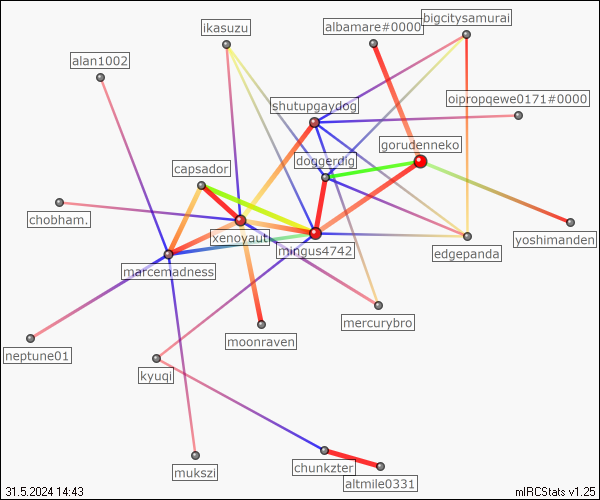 bigcitysamurai
ikasuzu
albamare#0000
alan1002
oipropqewe0171#0000
shutupgaydog
gorudenneko
doggerdig
capsador
chobham.
xenoyaut
yoshimanden
mingus4742
edgepanda
marcemadness
mercurybro
moonraven
neptune01
kyuqi
mukszi
chunkzter
altmile0331
31.5.2024 14:43
mIRCStats v1.25